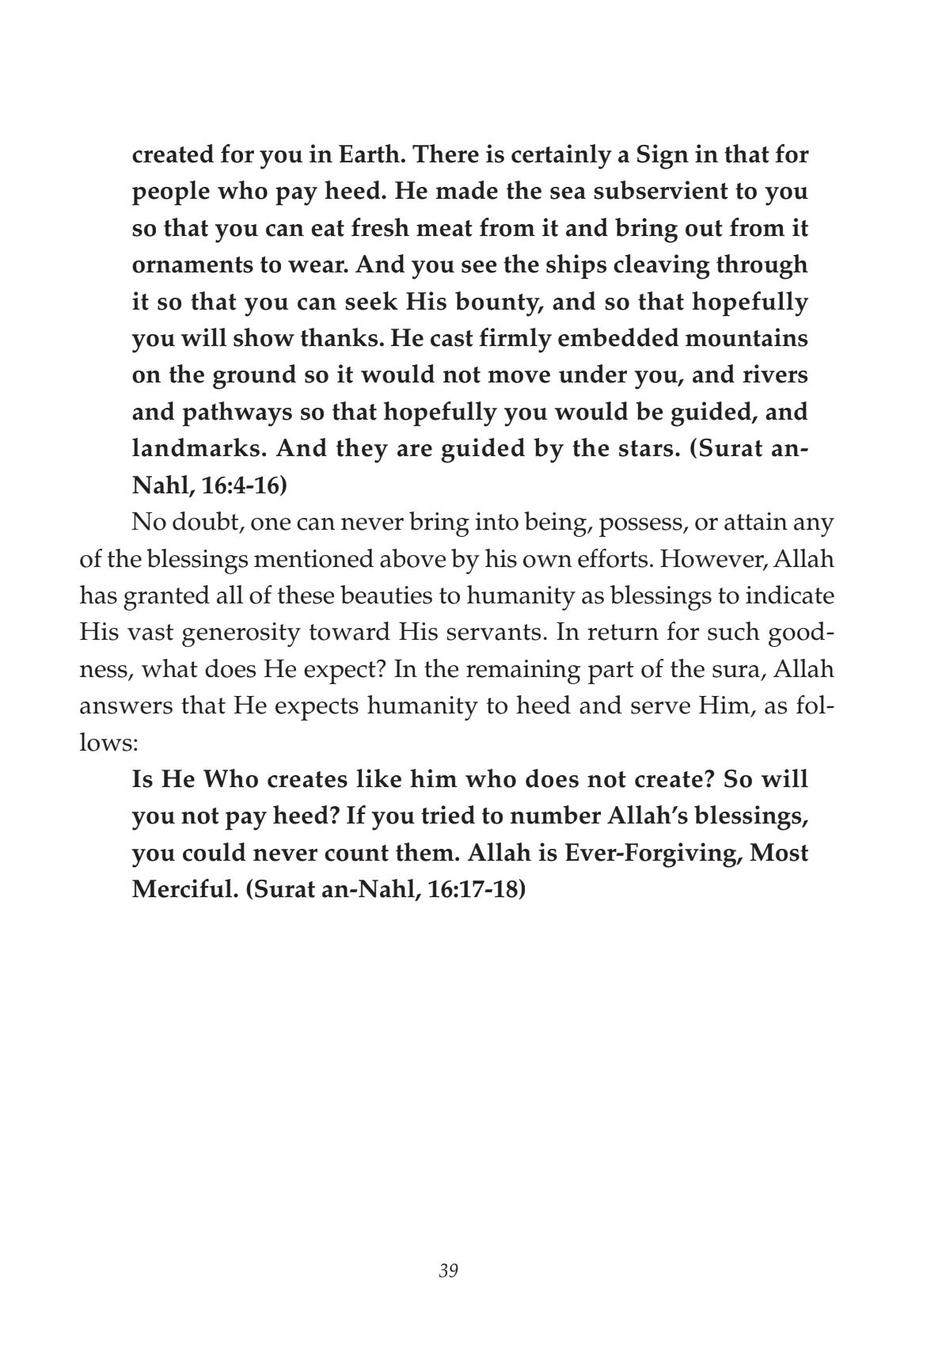 created for you in Earth. There is certainly a Sign in that for
people who pay heed. He made the sea subservient to you
so that you can eat fresh meat from it and bring out from it
ornaments to wear. And you see the ships cleaving through
it so that you can seek His bounty, and so that hopefully
you will show thanks. He cast firmly embedded mountains
on the ground so it would not move under you, and rivers
and pathways so that hopefully you would be guided, and
landmarks. And they are guided by the stars. (Surat an-
Nahl, 16:4-16)
No doubt, one can never bring into being, possess, or attain any
of the blessings mentioned above by his own efforts. However, Allah
has granted all of these beauties to humanity as blessings to indicate
His vast generosity toward His servants. In return for such good-
ness, what does He expect? In the remaining part of the sura, Allah
answers that He expects humanity to heed and serve Him, as fol-
lows:
Is He Who creates like him who does not create? So will
you not pay heed? If you tried to number Allah’s blessings,
you could never count them. Allah is Ever-Forgiving, Most
Merciful. (Surat an-Nahl, 16:17-18)
39